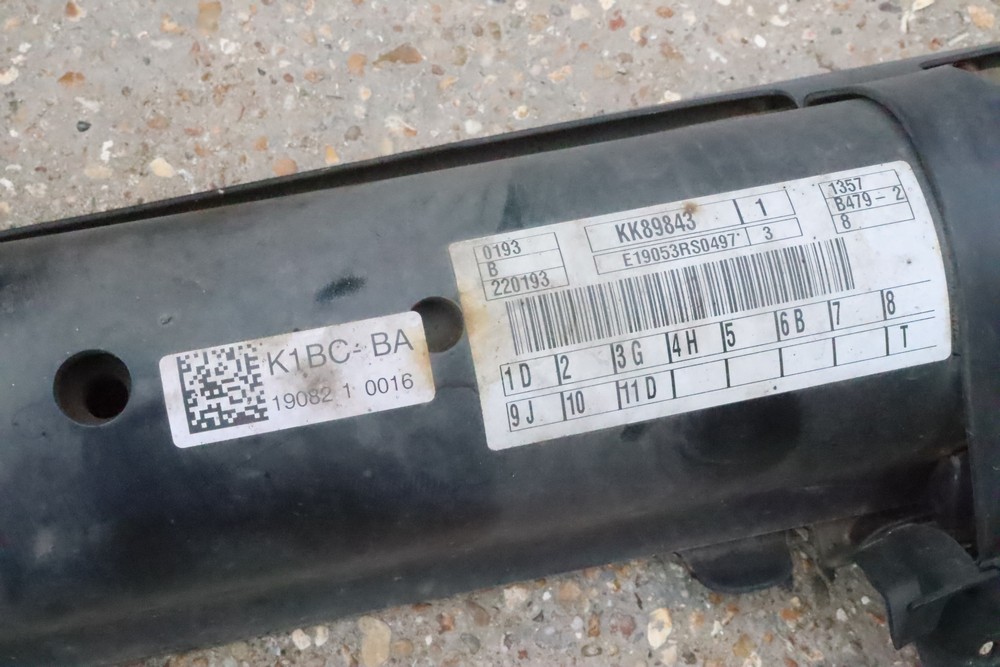 K1BC-BA
19082 1 0016
0193
B
220193
KK89843 1
E19053RS0497 3
1357
B479-2
8
1D 2 3G 4H 5 6B 7 8
9J 10 11D T